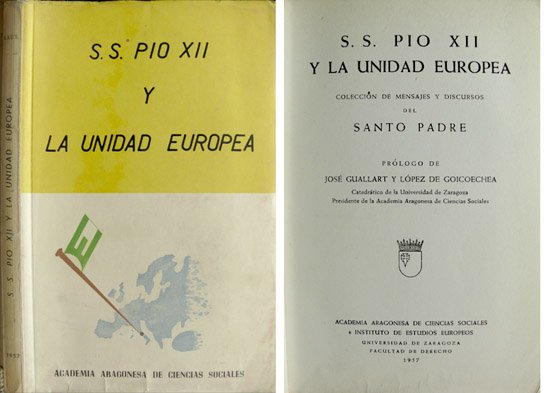 S. S. PIO XII Y LA UNIDAD EUROPEA
1957
S.S. PIO XII
Y
LA UNIDAD EUROPEA
E
ACADEMIA ARAGONESA DE CIENCIAS SOCIALES
S. S. PIO XII
Y LA UNIDAD EUROPEA
COLECCIÓN DE MENSAJES Y DISCURSOS
DEL
SANTO PADRE
PRÓLOGO DE
JOSÉ GUALLART Y LÓPEZ DE GOICOECHEA
Catedrático de la Universidad de Zaragoza
Presidente de la Academia Aragonesa de Ciencias Sociales
ACADEMIA ARAGONESA DE CIENCIAS SOCIALES
E INSTITUTO DE ESTUDIOS EUROPEOS
UNIVERSIDAD DE ZARAGOZA
FACULTAD DE DERECHO
1957